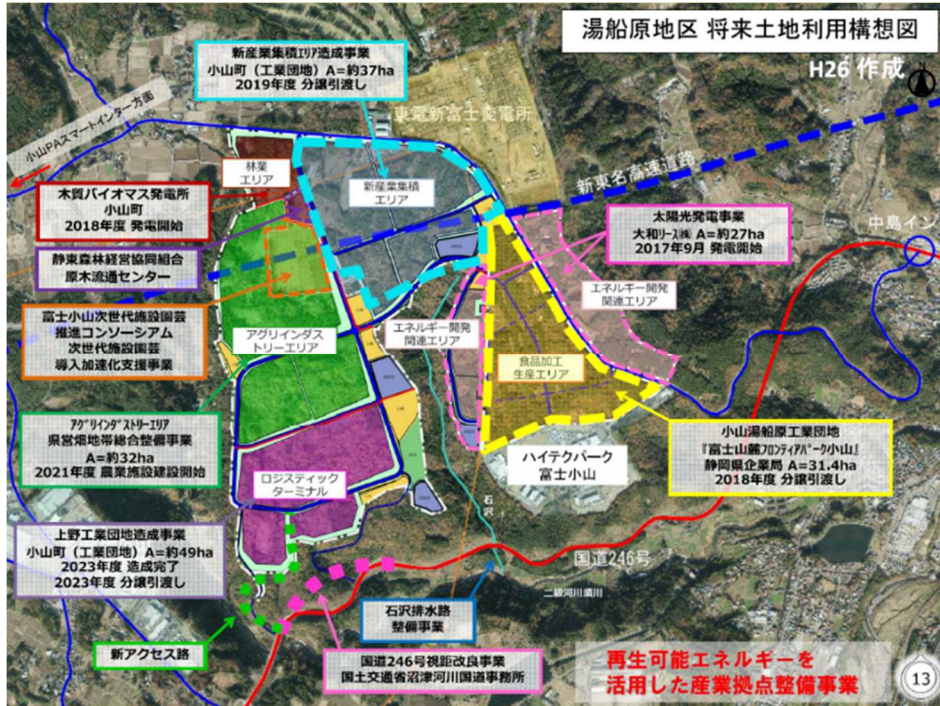 湯船原地区 将来土地利用構想図
H26 作成
新産業集積エリア造成事業
小山町（工業団地）A=約37ha
2019年度 分譲引渡し
東電新富士変電所
小山PAスマートインター方面
林業
エリア
新産業集積
エリア
新東名高速道路
木質バイオマス発電所
小山町
2018年度 発電開始
太陽光発電事業
大和リース㈱ A=約27ha
2017年9月 発電開始
中島イン
静東森林経営協同組合
原木流通センター
エネルギー開発
関連エリア
富士小山次世代施設園芸
推進コンソーシアム
次世代施設園芸
導入加速化支援事業
アグリインダス
トリーエリア
エネルギー開発
関連エリア
食品加工
生産エリア
アグリインダストリーエリア
県営畑地帯総合整備事業
A=約32ha
2021年度 農業施設建設開始
小山湯船原工業団地
『富士山麓フロンティアパーク小山』
静岡県企業局 A=31.4ha
2018年度 分譲引渡し
ハイテクパーク
富士小山
ロジスティック
ターミナル
石沢
上野工業団地造成事業
小山町（工業団地）A=約49ha
2023年度 造成完了
2023年度 分譲引渡し
国道246号
二級河川須川
石沢排水路
整備事業
新アクセス路
国道246号視距改良事業
国土交通省沼津河川国道事務所
再生可能エネルギーを
活用した産業拠点整備事業
13